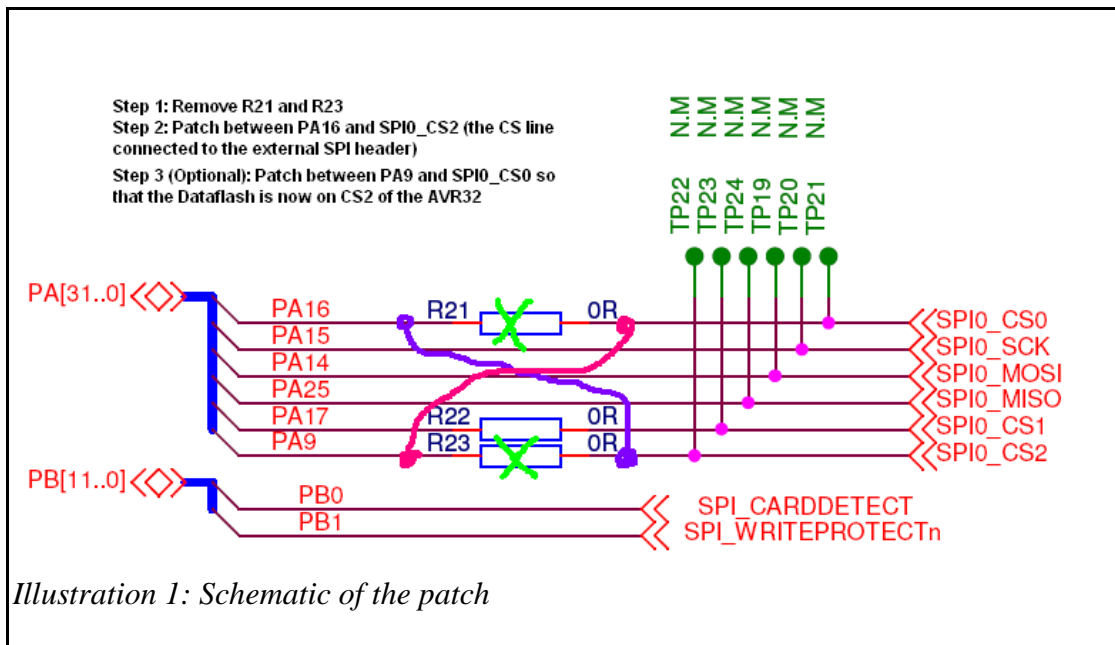 Step 1: Remove R21 and R23
Step 2: Patch between PA16 and SPI0_CS2 (the CS line
connected to the external SPI header)
Step 3 (Optional): Patch between PA9 and SPI0_CS0 so
that the Dataflash is now on CS2 of the AVR32
N.M N.M N.M N.M N.M N.M
TP22 TP23 TP24 TP19 TP20 TP21
PA[31..0] PA16 R21 0R SPI0_CS0
PA15 SPI0_SCK
PA14 SPI0_MOSI
PA25 SPI0_MISO
PA17 R22 0R SPI0_CS1
PA9 R23 0R SPI0_CS2
PB[11..0] PB0 SPI_CARDDETECT
PB1 SPI_WRITEPROTECTn
Illustration 1: Schematic of the patch